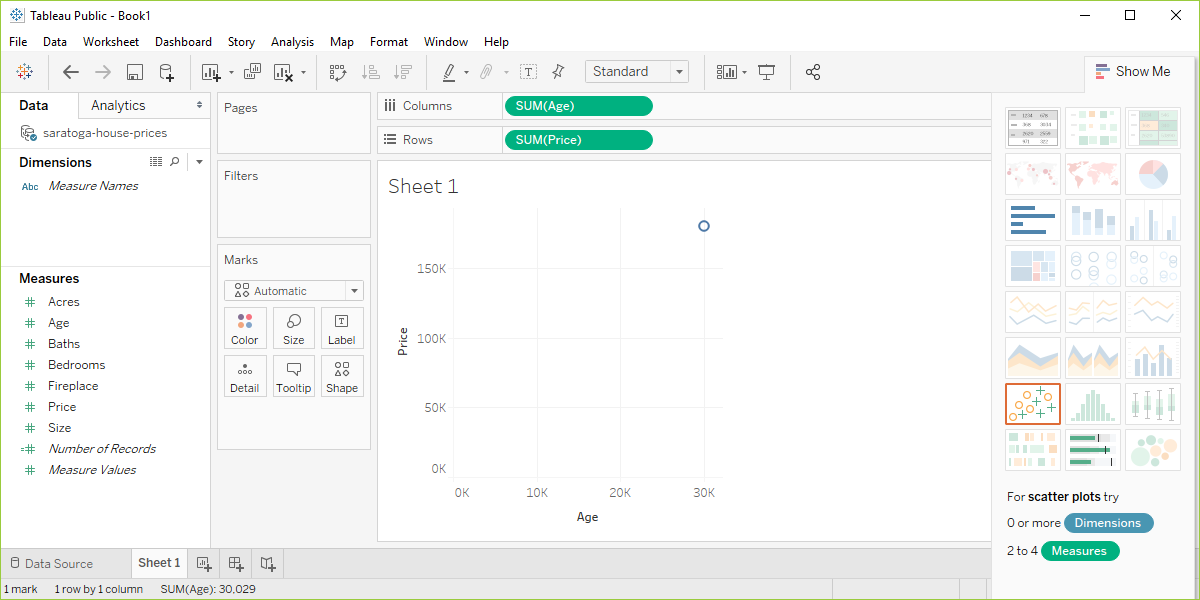 Tableau Public - Book1
File Data Worksheet Dashboard Story Analysis Map Format Window Help
Standard
Show Me
Data Analytics
saratoga-house-prices
Dimensions
Abc Measure Names
Measures
Acres
Age
Baths
Bedrooms
Fireplace
Price
Size
Number of Records
Measure Values
Pages
Filters
Marks
Automatic
Color Size Label
Detail Tooltip Shape
Columns SUM(Age)
Rows SUM(Price)
Sheet 1
150K
100K
50K
0K
Price
0K 10K 20K 30K
Age
For scatter plots try
0 or more Dimensions
2 to 4 Measures
Data Source Sheet 1
1 mark 1 row by 1 column SUM(Age): 30,029